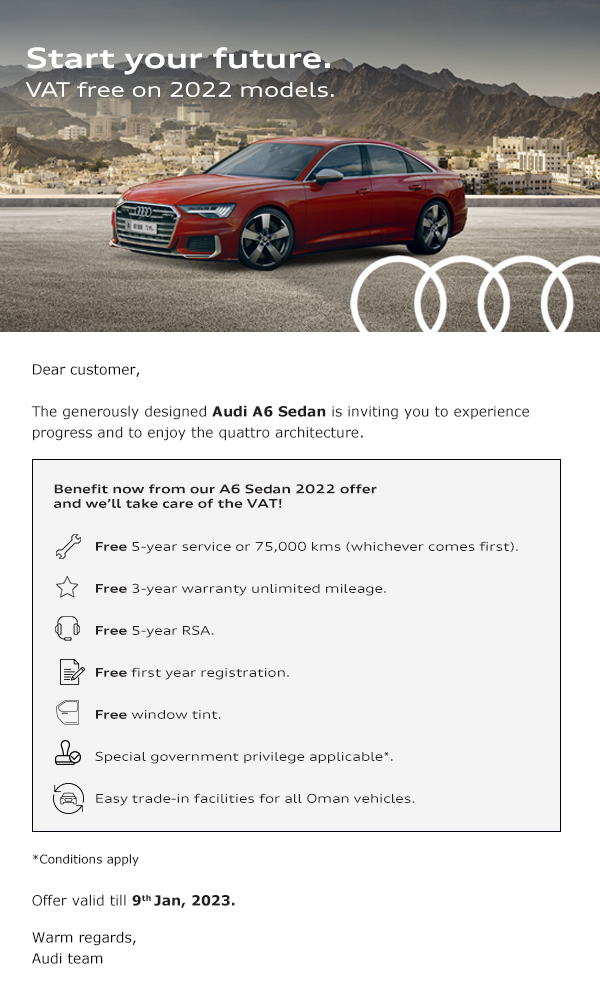 Start your future.
VAT free on 2022 models.
Dear customer,
The generously designed Audi A6 Sedan is inviting you to experience
progress and to enjoy the quattro architecture.
Benefit now from our A6 Sedan 2022 offer
and we’ll take care of the VAT!
Free 5-year service or 75,000 kms (whichever comes first).
Free 3-year warranty unlimited mileage.
Free 5-year RSA.
Free first year registration.
Free window tint.
Special government privilege applicable*.
Easy trade-in facilities for all Oman vehicles.
*Conditions apply
Offer valid till 9th Jan, 2023.
Warm regards,
Audi team